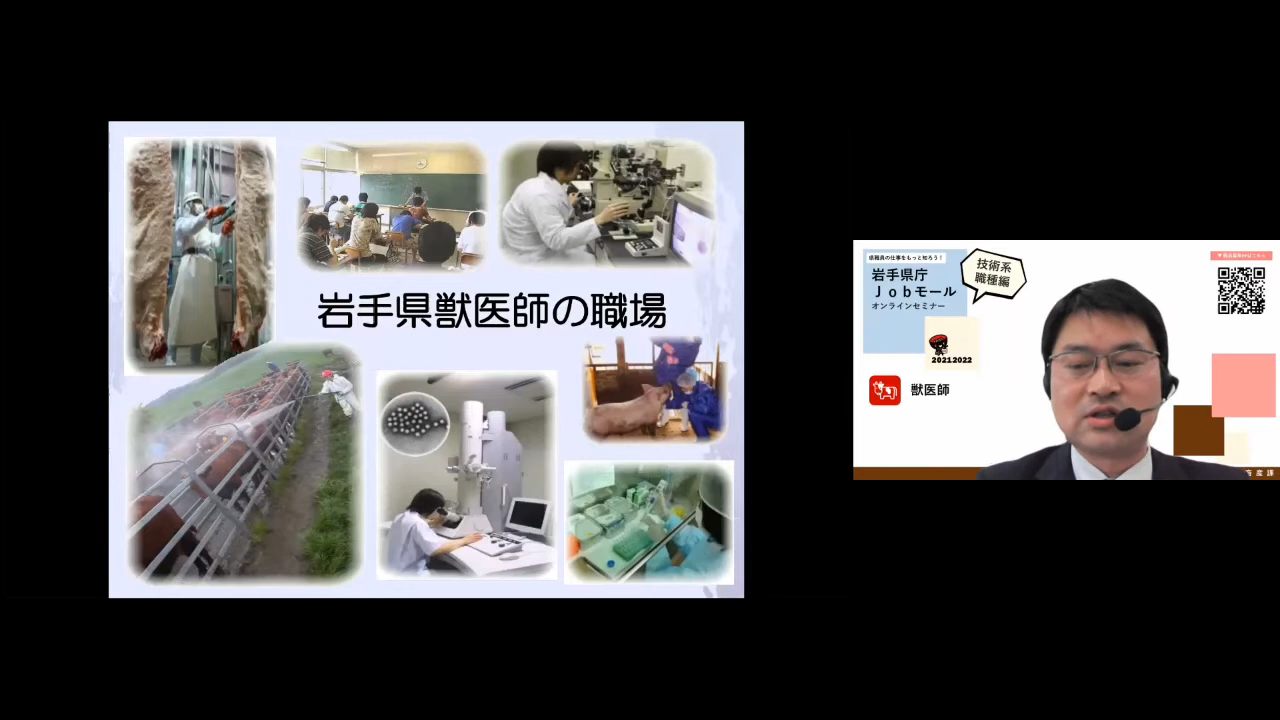 岩手県獣医師の職場
県職員の仕事をもっと知ろう!
岩手県庁
Jobモール
オンラインセミナー
技術系
職種編
20212022
獣医師